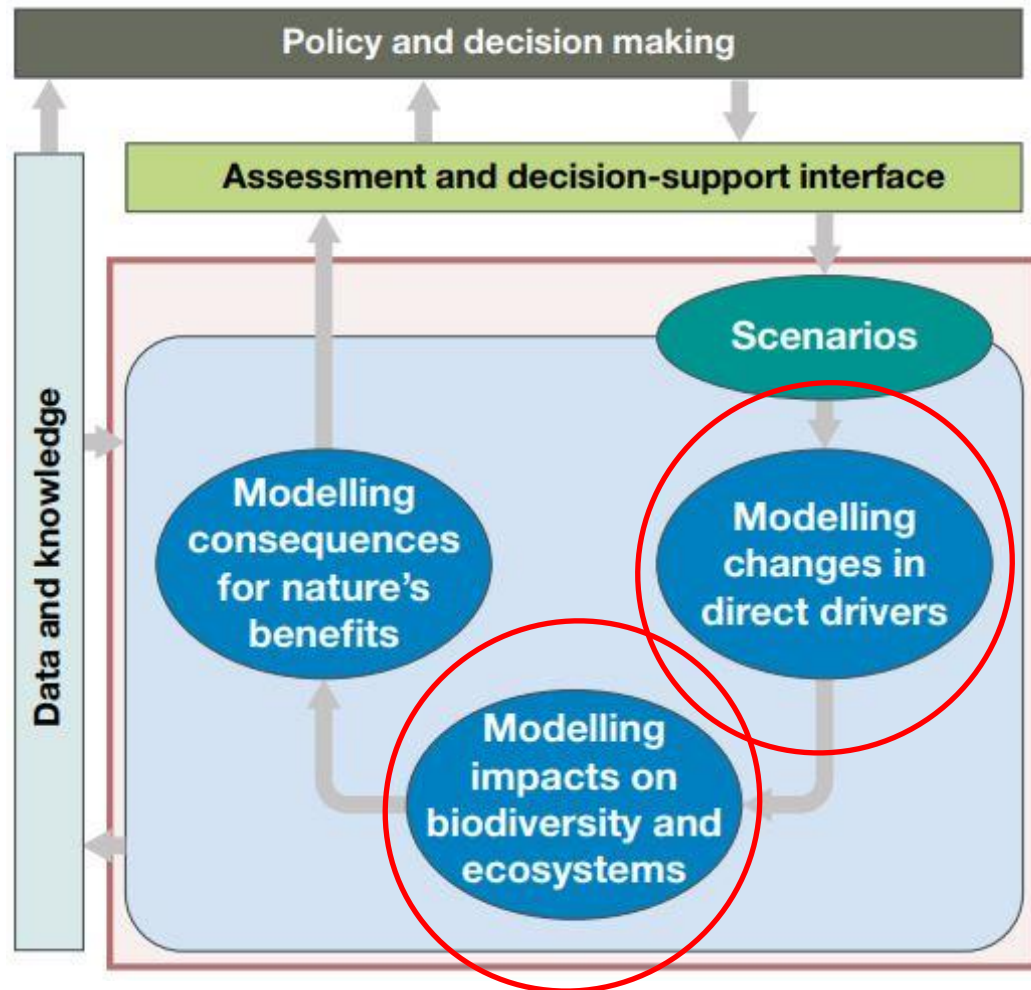 Policy and decision making
Assessment and decision-support interface
Data and knowledge
Scenarios
Modelling
changes in
direct drivers
Modelling
consequences
for nature's
benefits
Modelling
impacts on
biodiversity and
ecosystems